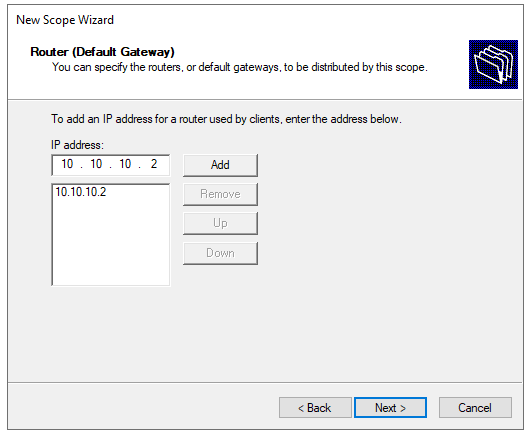 New Scope Wizard
Router (Default Gateway)
You can specify the routers, or default gateways, to be distributed by this scope.
To add an IP address for a router used by clients, enter the address below.
IP address:
10 . 10 . 10 . 2
Add
10.10.10.2
Remove
Up
Down
< Back
Next >
Cancel